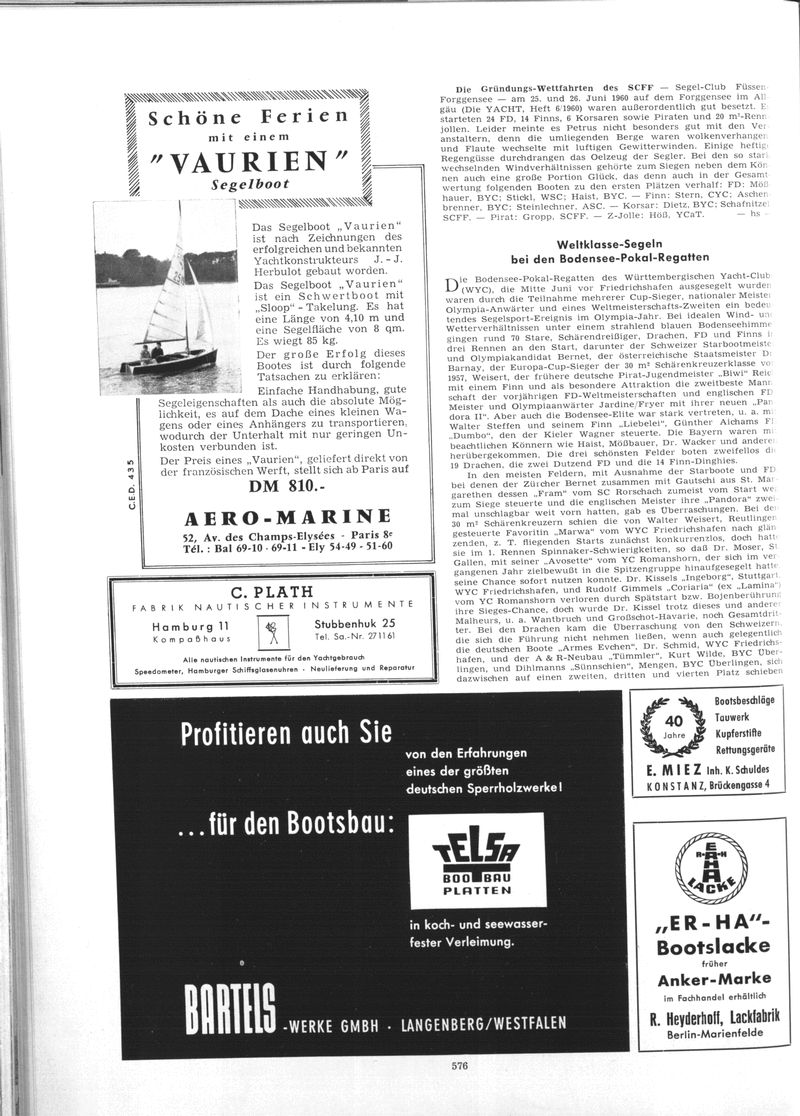 Schöne Ferien
mit einem
"VAURIEN"
Segelboot
Das Segelboot „Vaurien"
ist nach Zeichnungen des
erfolgreichen und bekannten
Yachtkonstrukteurs J.-J.
Herbulot gebaut worden.
Das Segelboot „Vaurien"
ist ein Schwertboot mit
„Sloop"-Takelung. Es hat
eine Länge von 4,10 m und
eine Segelfläche von 8 qm.
Es wiegt 85 kg.
Der große Erfolg dieses
Bootes ist durch folgende
Tatsachen zu erklären:
Einfache Handhabung, gute
Segeleigenschaften als auch die absolute Mög-
lichkeit, es auf dem Dache eines kleinen Wa-
gens oder eines Anhängers zu transportieren,
wodurch der Unterhalt mit nur geringen Un-
kosten verbunden ist.
Der Preis eines „Vaurien", geliefert direkt von
der französischen Werft, stellt sich ab Paris auf
DM 810.-
AERO-MARINE
52, Av. des Champs-Elysées - Paris 8e
Tél. : Bal 69-10 - 69-11 - Ely 54-49 - 51-60
C.E.D. 435
C. PLATH
FABRIK NAUTISCHER INSTRUMENTE
Hamburg 11
Kompaßhaus
Stubbenhuk 25
Tel. Sa.-Nr. 271161
Alle nautischen Instrumente für den Yachtgebrauch
Speedometer, Hamburger Schiffsglasenuhren · Neulieferung und Reparatur
Die Gründungs-Wettfahrten des SCFF — Segel-Club Füssen-
Forggensee — am 25. und 26. Juni 1960 auf dem Forggensee im All-
gäu (Die YACHT, Heft 6/1960) waren außerordentlich gut besetzt. E
starteten 24 FD, 14 Finns, 6 Korsaren sowie Piraten und 20 m²-Renn-
jollen. Leider meinte es Petrus nicht besonders gut mit den Ver-
anstaltern, denn die umliegenden Berge waren wolkenverhangen
und Flaute wechselte mit luftigen Gewitterwinden. Einige heftig
Regengüsse durchdrangen das Oelzeug der Segler. Bei den so stark
wechselnden Windverhältnissen gehörte zum Siegen neben dem Kön-
nen auch eine große Portion Glück, das denn auch in der Gesamt-
wertung folgenden Booten zu den ersten Plätzen verhalf: FD: Möß-
hauer, BYC; Stickl, WSC; Haist, BYC. — Finn: Stern, CYC; Aschen-
brenner, BYC; Steinlechner, ASC. — Korsar: Dietz, BYC; Schafnitzel
SCFF. — Pirat: Gropp, SCFF. — Z-Jolle: Höß, YCaT. — hs —
Weltklasse-Segeln
bei den Bodensee-Pokal-Regatten
Die Bodensee-Pokal-Regatten des Württembergischen Yacht-Club
(WYC), die Mitte Juni vor Friedrichshafen ausgesegelt wurden
waren durch die Teilnahme mehrerer Cup-Sieger, nationaler Meister
Olympia-Anwärter und eines Weltmeisterschafts-Zweiten ein bedeu-
tendes Segelsport-Ereignis im Olympia-Jahr. Bei idealen Wind- un
Wetterverhältnissen unter einem strahlend blauen Bodenseehimme
gingen rund 70 Stare, Schärendreißiger, Drachen, FD und Finns i
drei Rennen an den Start, darunter der Schweizer Starbootmeiste
und Olympiakandidat Bernet, der österreichische Staatsmeister D
Barnay, der Europa-Cup-Sieger der 30 m² Schärenkreuzerklasse vo
1957, Weisert, der frühere deutsche Pirat-Jugendmeister „Biwi" Reic
mit einem Finn und als besondere Attraktion die zweitbeste Mann
schaft der vorjährigen FD-Weltmeisterschaften und englischen FD
Meister und Olympiaanwärter Jardine/Fryer mit ihrer neuen „Pan
dora II". Aber auch die Bodensee-Elite war stark vertreten, u. a. mi
Walter Steffen und seinem Finn „Liebelei", Günther Aichams F
„Dumbo", den der Kieler Wagner steuerte. Die Bayern waren mi
beachtlichen Könnern wie Haist, Mößbauer, Dr. Wacker und anderen
herübergekommen. Die drei schönsten Felder boten zweifellos di
19 Drachen, die zwei Dutzend FD und die 14 Finn-Dinghies.
In den meisten Feldern, mit Ausnahme der Starboote und FD
bei denen der Zürcher Bernet zusammen mit Gautschi aus St. Mar-
garethen dessen „Fram" vom SC Rorschach zumeist vom Start weg
zum Siege steuerte und die englischen Meister ihre „Pandora" zwei-
mal unschlagbar weit vorn hatten, gab es Überraschungen. Bei de
30 m² Schärenkreuzern schien die von Walter Weisert, Reutlingen
gesteuerte Favoritin „Marwa" vom WYC Friedrichshafen nach glän
zenden, z. T. fliegenden Starts zunächst konkurrenzlos, doch hatte
sie im 1. Rennen Spinnaker-Schwierigkeiten, so daß Dr. Moser, St
Gallen, mit seiner „Avosette" vom YC Romanshorn, der sich im ver
gangenen Jahr zielbewußt in die Spitzengruppe hinaufgesegelt hatte
seine Chance sofort nutzen konnte. Dr. Kissels „Ingeborg", Stuttgart
WYC Friedrichshafen, und Rudolf Gimmels „Coriaria" (ex „Lamina")
vom YC Romanshorn verloren durch Spätstart bzw. Bojenberührung
ihre Sieges-Chance, doch wurde Dr. Kissel trotz dieses und anderer
Malheurs, u. a. Wantbruch und Großschot-Havarie, noch Gesamtdrit-
ter. Bei den Drachen kam die Überraschung von den Schweizern
die sich die Führung nicht nehmen ließen, wenn auch gelegentlich
die deutschen Boote „Armes Evchen", Dr. Schmid, WYC Friedrichs-
hafen, und der A & R-Neubau „Tümmler", Kurt Wilde, BYC Über-
lingen, und Dihlmanns „Sünnschien", Mengen, BYC Überlingen, sich
dazwischen auf einen zweiten, dritten und vierten Platz schieben
Profitieren auch Sie
von den Erfahrungen
eines der größten
deutschen Sperrholzwerke!
...für den Bootsbau:
TELSA
BOOTBAU
PLATTEN
in koch- und seewasser-
fester Verleimung.
BARTELS -WERKE GMBH · LANGENBERG/WESTFALEN
40
Jahre
Bootsbeschläge
Tauwerk
Kupferstifte
Rettungsgeräte
E. MIEZ Inh. K. Schuldes
KONSTANZ, Brückengasse 4
ERHA
R-H
LACKE
„ER-HA"-
Bootslacke
früher
Anker-Marke
im Fachhandel erhältlich
R. Heyderhoff, Lackfabrik
Berlin-Marienfelde
576